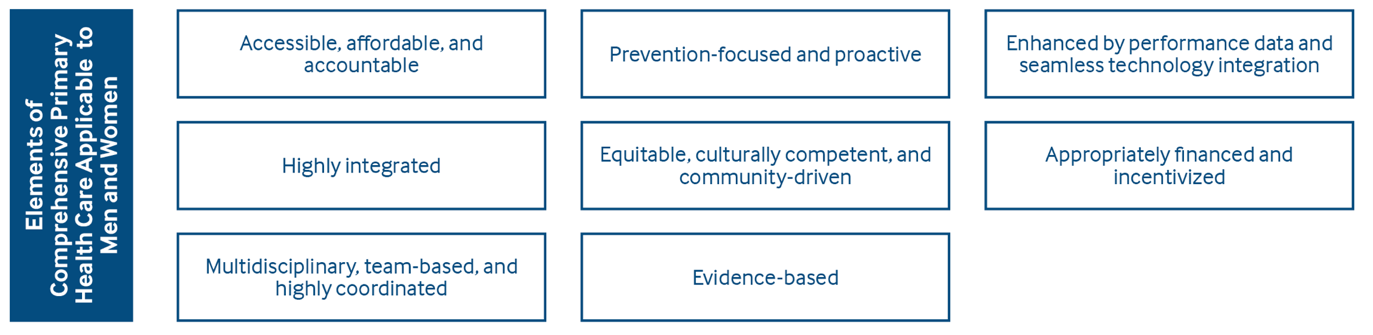 Elements of
Comprehensive Primary
Health Care Applicable to
Men and Women
Accessible, affordable, and
accountable
Prevention-focused and proactive
Enhanced by performance data and
seamless technology integration
Highly integrated
Equitable, culturally competent, and
community-driven
Appropriately financed and
incentivized
Multidisciplinary, team-based, and
highly coordinated
Evidence-based